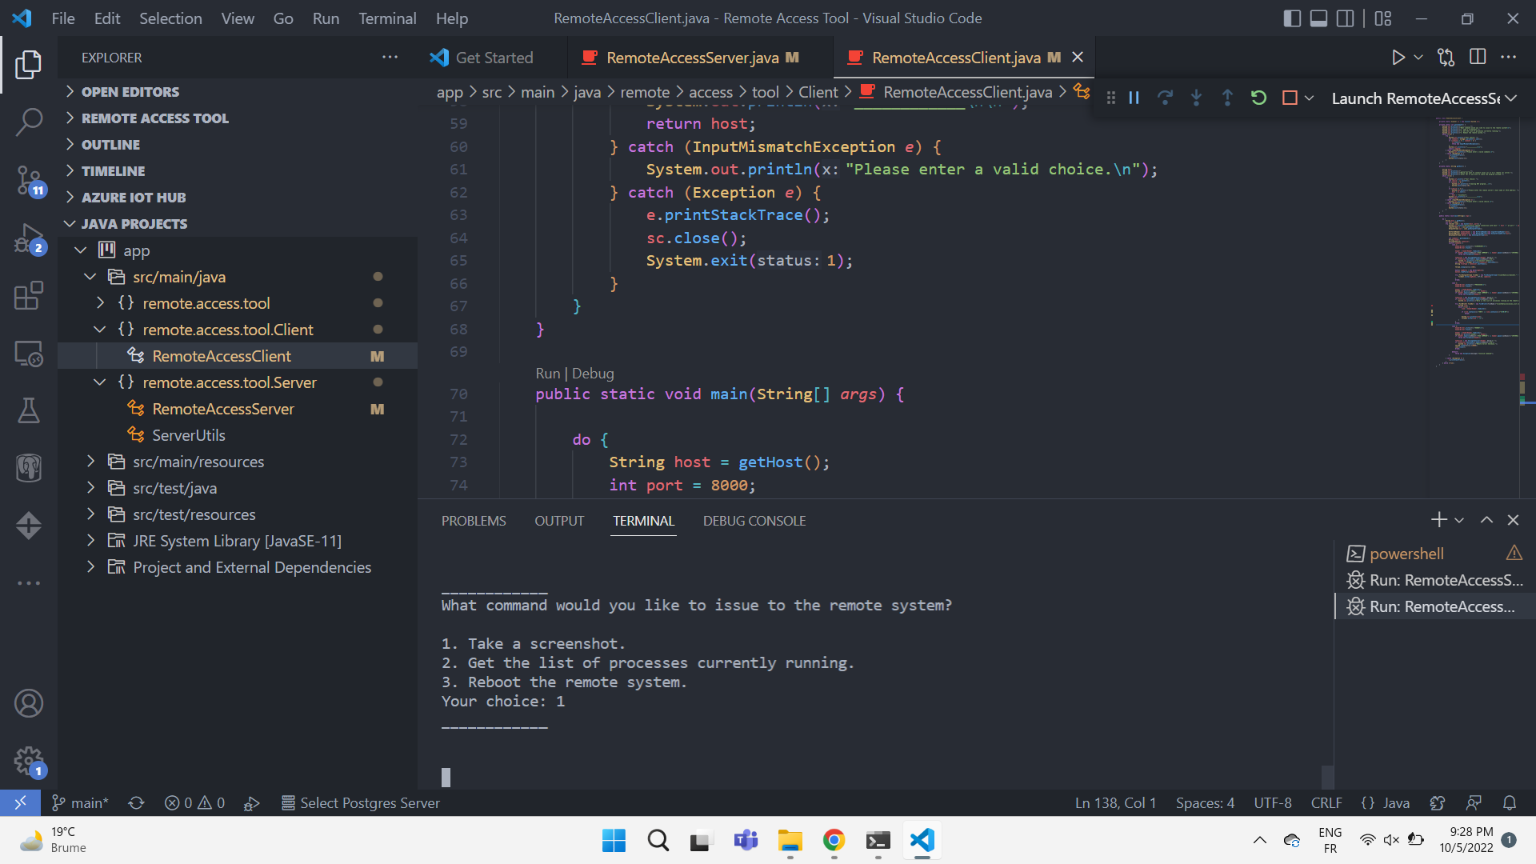 File Edit Selection View Go Run Terminal Help
RemoteAccessClient.java - Remote Access Tool - Visual Studio Code
EXPLORER
OPEN EDITORS
REMOTE ACCESS TOOL
OUTLINE
TIMELINE
AZURE IOT HUB
JAVA PROJECTS
app
src/main/java
remote.access.tool
{} remote.access.tool.Client
RemoteAccessClient M
{} remote.access.tool.Server
RemoteAccessServer M
ServerUtils
src/main/resources
src/test/java
src/test/resources
JRE System Library [JavaSE-11]
Project and External Dependencies
11
2
1
Get Started
RemoteAccessServer.java M
RemoteAccessClient.java M
app > src > main > java > remote > access > tool > Client > RemoteAccessClient.java >
Launch RemoteAccessSe
59 return host;
60 } catch (InputMismatchException e) {
61 System.out.println(x: "Please enter a valid choice.\n");
62 } catch (Exception e) {
63 e.printStackTrace();
64 sc.close();
65 System.exit(status: 1);
66 }
67 }
68 }
69
Run | Debug
70 public static void main(String[] args) {
71
72 do {
73 String host = getHost();
74 int port = 8000;
PROBLEMS OUTPUT TERMINAL DEBUG CONSOLE
____________
What command would you like to issue to the remote system?
1. Take a screenshot.
2. Get the list of processes currently running.
3. Reboot the remote system.
Your choice: 1
____________
powershell
Run: RemoteAccessS...
Run: RemoteAccess...
main* 0 0 Select Postgres Server
Ln 138, Col 1 Spaces: 4 UTF-8 CRLF {} Java
19°C
Brume
ENG
FR
9:28 PM
10/5/2022
1